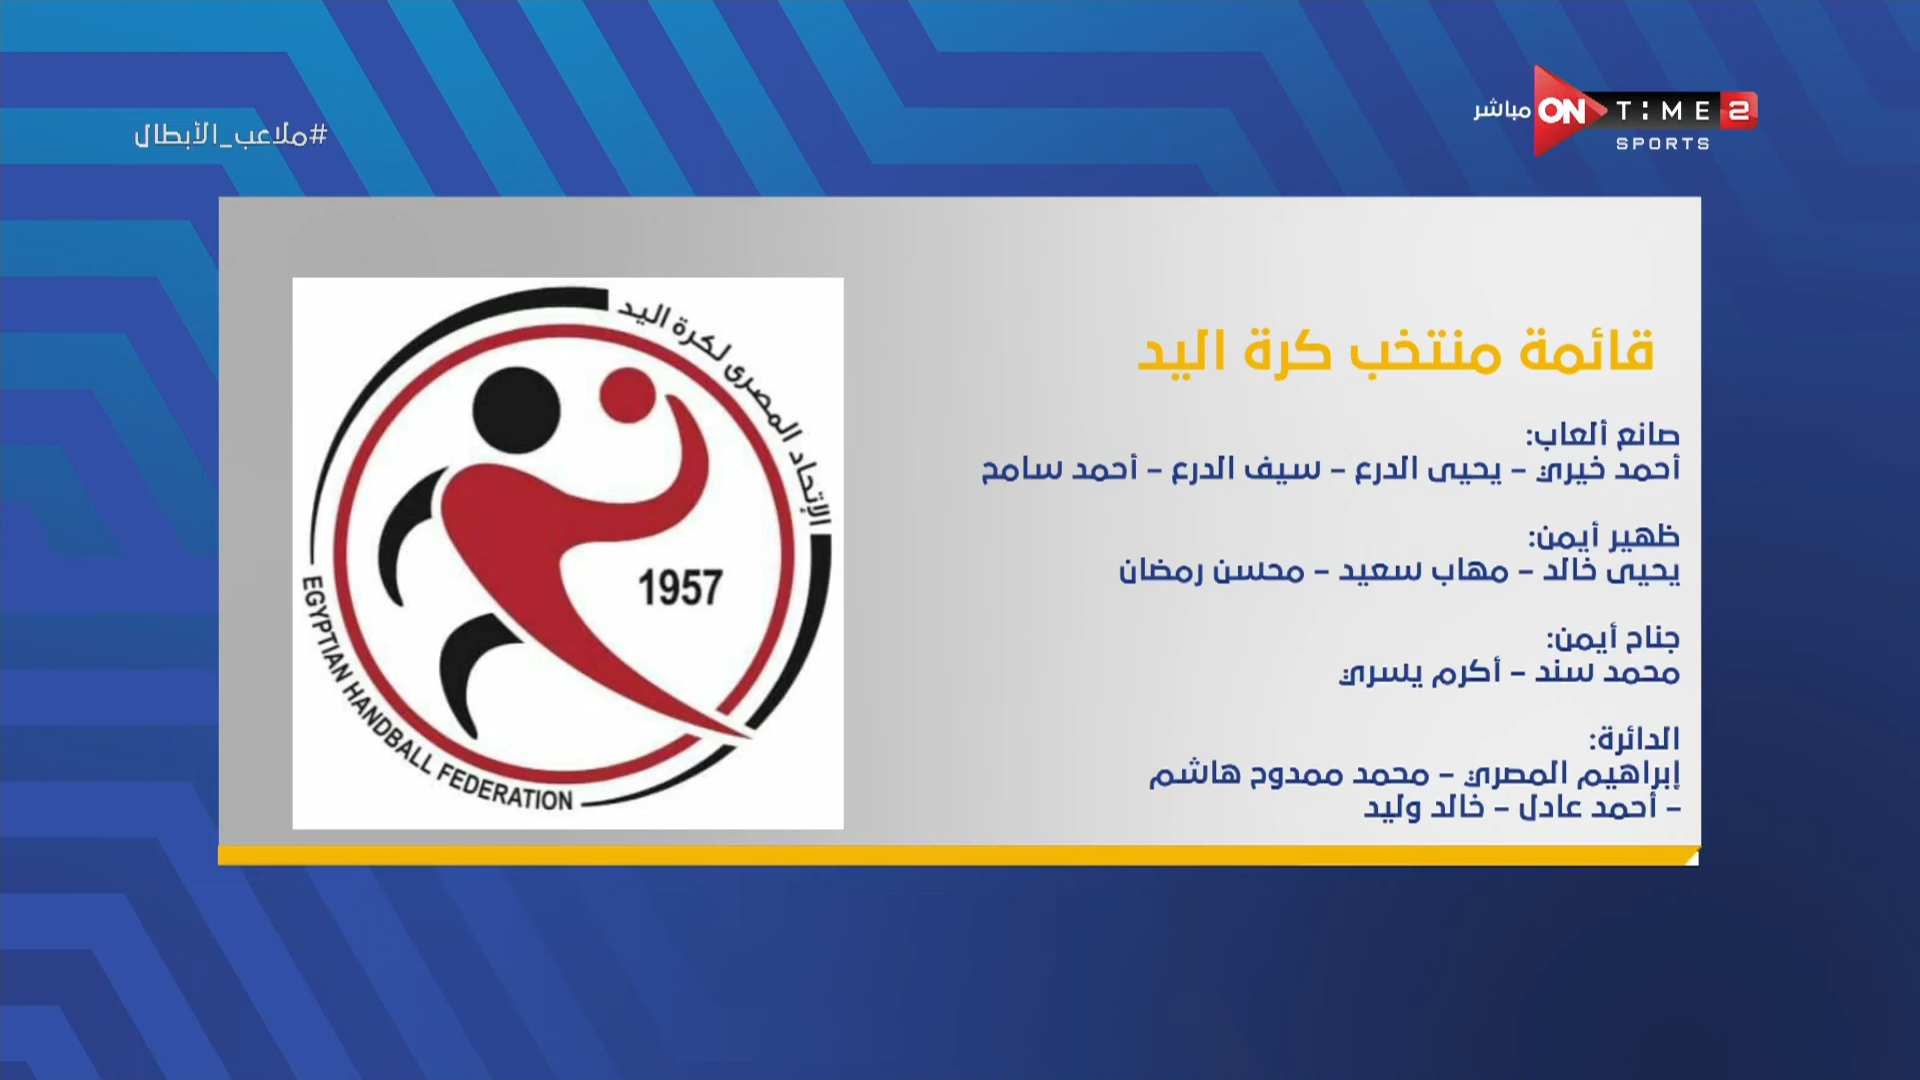 #ملاعب_الأبطال
مباشر ON TIME 2
SPORTS
قائمة منتخب كرة اليد
صانع ألعاب:
أحمد خيري - يحيى الدرع - سيف الدرع - أحمد سامح
ظهير أيمن:
يحيى خالد - مهاب سعيد - محسن رمضان
جناح أيمن:
محمد سند - أكرم يسري
الدائرة:
إبراهيم المصري - محمد ممدوح هاشم
- أحمد عادل - خالد وليد
الإتحاد المصرى لكرة اليد
1957
EGYPTIAN HANDBALL FEDERATION